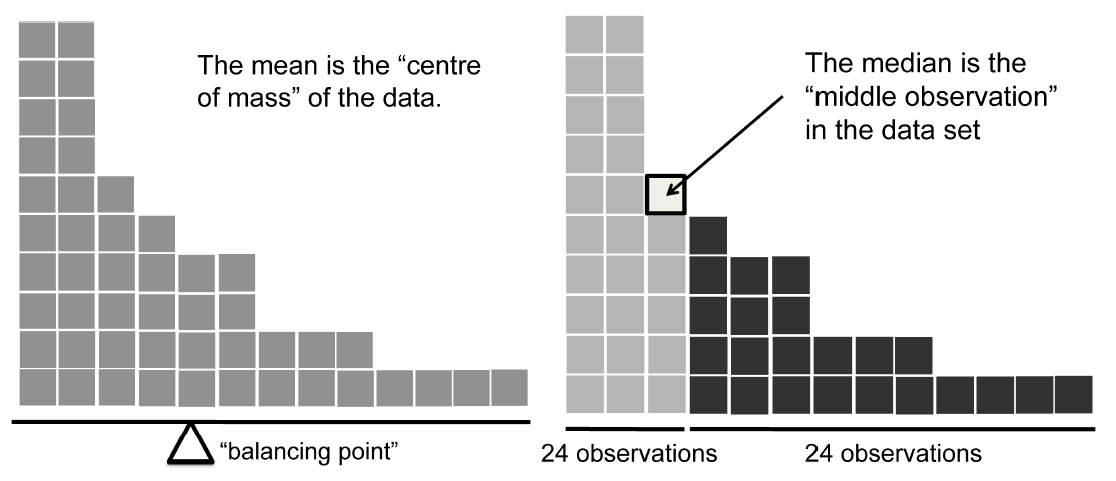 The mean is the “centre
of mass” of the data.
“balancing point”
The median is the
“middle observation”
in the data set
24 observations
24 observations